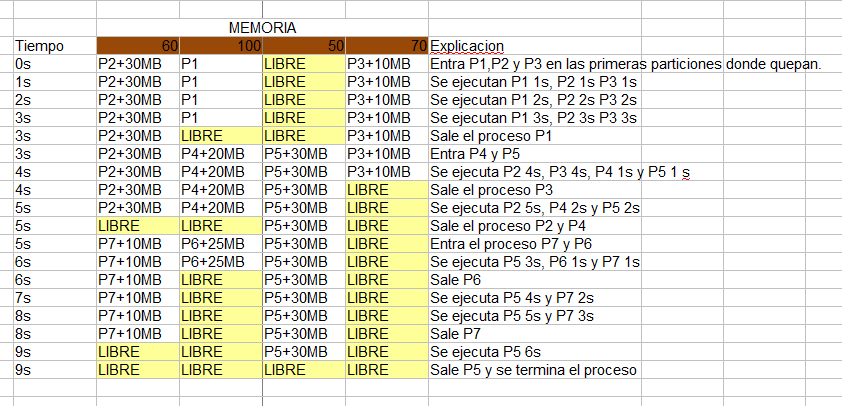 MEMORIA
Tiempo 60 100 50 70 Explicacion
0s P2+30MB P1 LIBRE P3+10MB Entra P1,P2 y P3 en las primeras particiones donde quepan.
1s P2+30MB P1 LIBRE P3+10MB Se ejecutan P1 1s, P2 1s P3 1s
2s P2+30MB P1 LIBRE P3+10MB Se ejecutan P1 2s, P2 2s P3 2s
3s P2+30MB P1 LIBRE P3+10MB Se ejecutan P1 3s, P2 3s P3 3s
3s P2+30MB LIBRE LIBRE P3+10MB Sale el proceso P1
3s P2+30MB P4+20MB P5+30MB P3+10MB Entra P4 y P5
4s P2+30MB P4+20MB P5+30MB P3+10MB Se ejecuta P2 4s, P3 4s, P4 1s y P5 1 s
4s P2+30MB P4+20MB P5+30MB LIBRE Sale el proceso P3
5s P2+30MB P4+20MB P5+30MB LIBRE Se ejecuta P2 5s, P4 2s y P5 2s
5s LIBRE LIBRE P5+30MB LIBRE Sale el proceso P2 y P4
5s P7+10MB P6+25MB P5+30MB LIBRE Entra el proceso P7 y P6
6s P7+10MB P6+25MB P5+30MB LIBRE Se ejecuta P5 3s, P6 1s y P7 1s
6s P7+10MB LIBRE P5+30MB LIBRE Sale P6
7s P7+10MB LIBRE P5+30MB LIBRE Se ejecuta P5 4s y P7 2s
8s P7+10MB LIBRE P5+30MB LIBRE Se ejecuta P5 5s y P7 3s
8s P7+10MB LIBRE P5+30MB LIBRE Sale P7
9s LIBRE LIBRE P5+30MB LIBRE Se ejecuta P5 6s
9s LIBRE LIBRE LIBRE LIBRE Sale P5 y se termina el proceso